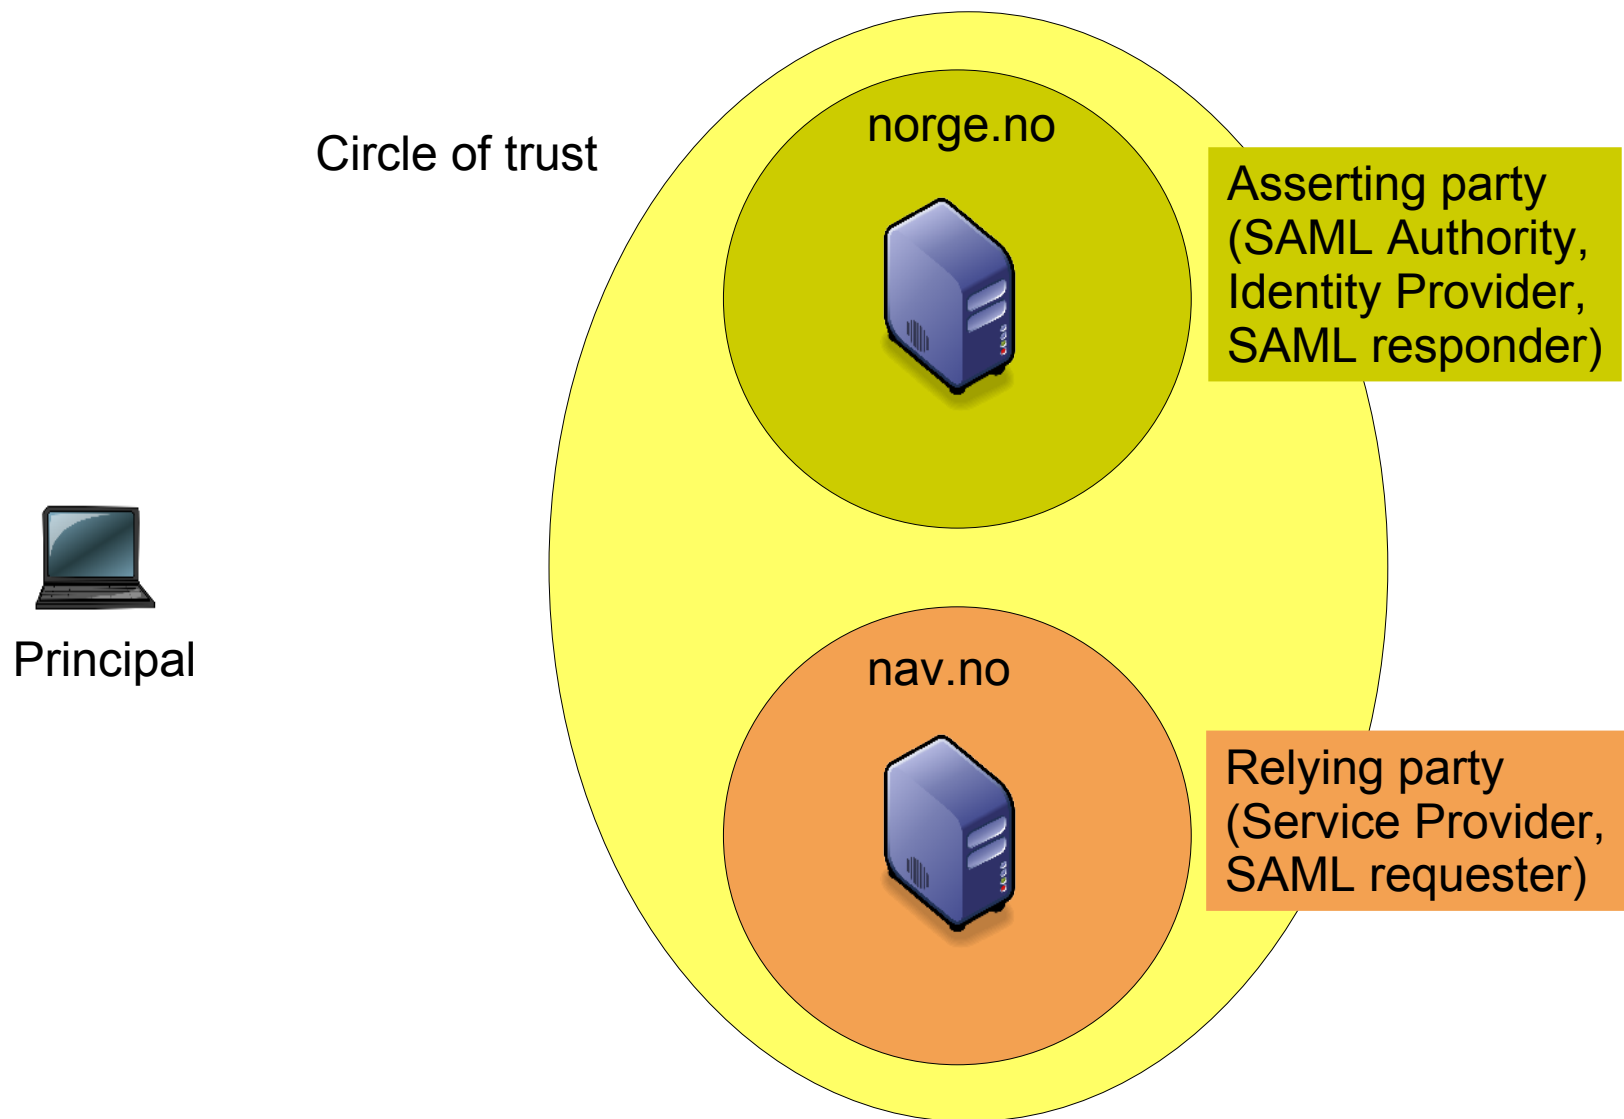 Circle of trust
norge.no
Asserting party
(SAML Authority,
Identity Provider,
SAML responder)
Principal
nav.no
Relying party
(Service Provider,
SAML requester)